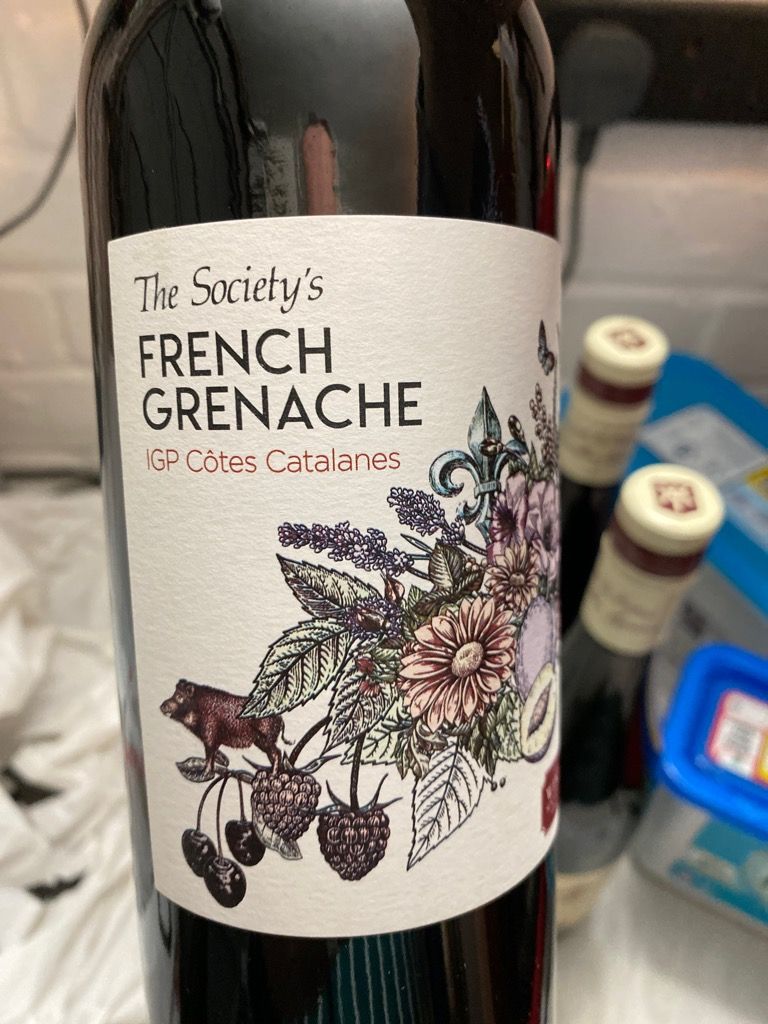 The Society's
FRENCH
GRENACHE
IGP Côtes Catalanes